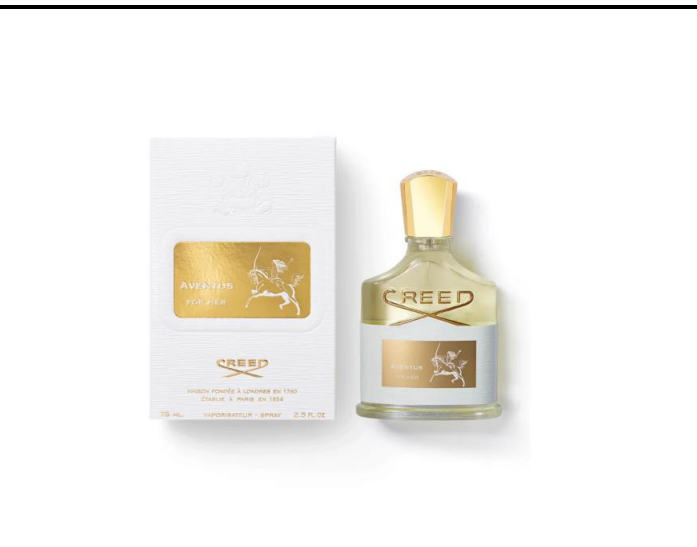 AVENTUS
FOR HER
CREED
MAISON FONDÉE À LONDRES EN 1760
ÉTABLIE À PARIS EN 1854
75 ML. VAPORISATEUR - SPRAY 2.5 FL.OZ
CREED
AVENTUS
FOR HER